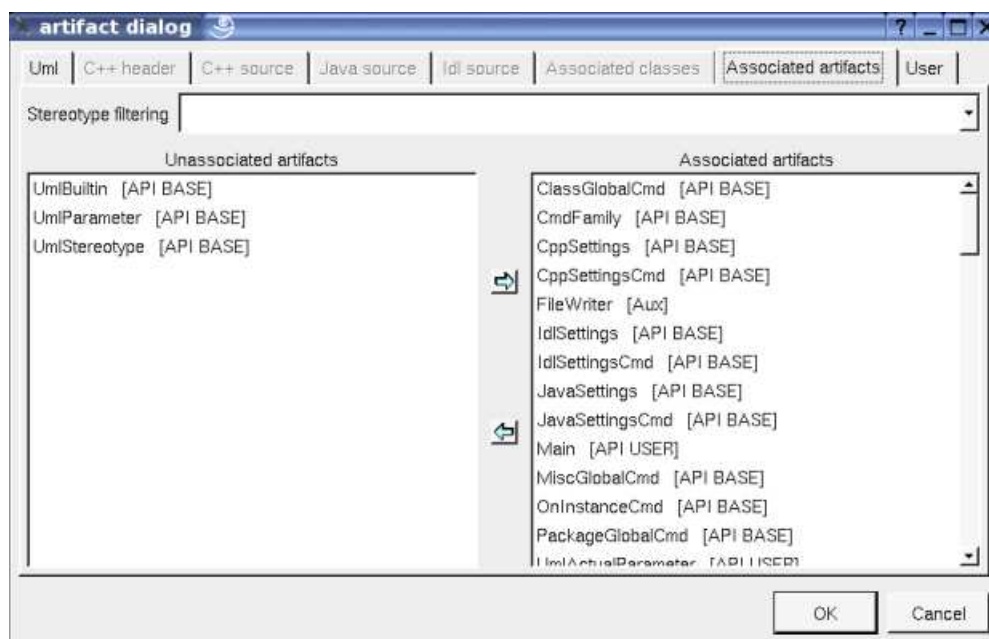 artifact dialog
Uml C++ header C++ source Java source Idl source Associated classes Associated artifacts User
Stereotype filtering
Unassociated artifacts
UmlBuiltin [API BASE]
UmlParameter [API BASE]
UmlStereotype [API BASE]
Associated artifacts
ClassGlobalCmd [API BASE]
CmdFamily [API BASE]
CppSettings [API BASE]
CppSettingsCmd [API BASE]
FileWriter [Aux]
IdlSettings [API BASE]
IdlSettingsCmd [API BASE]
JavaSettings [API BASE]
JavaSettingsCmd [API BASE]
Main [API USER]
MiscGlobalCmd [API BASE]
OnInstanceCmd [API BASE]
PackageGlobalCmd [API BASE]
UmlActualParameter [API USER]
OK Cancel